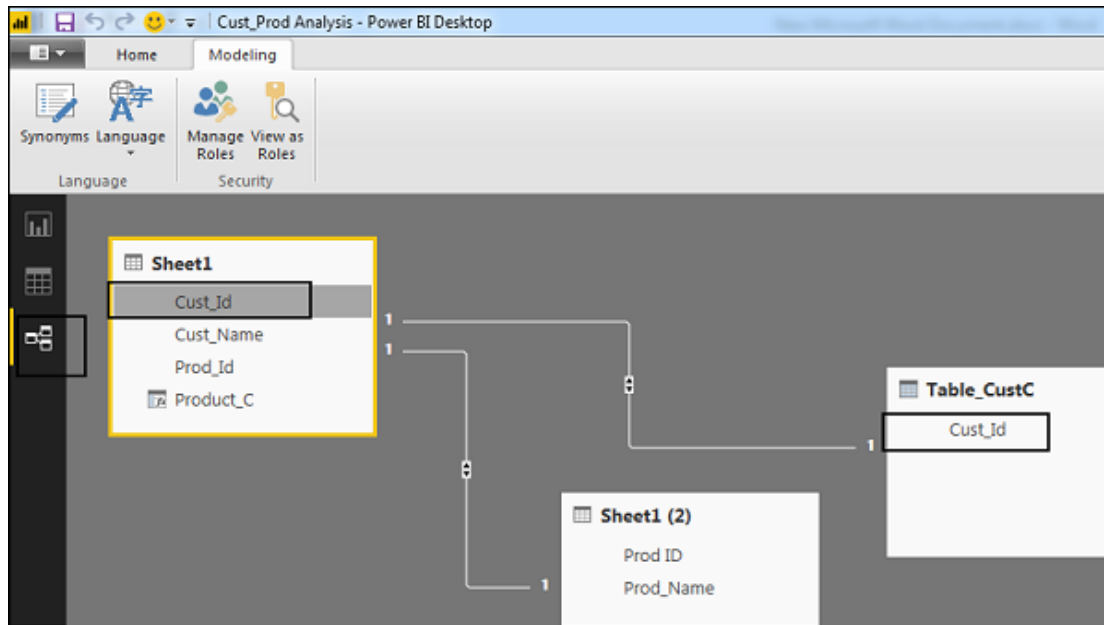 Cust_Prod Analysis - Power BI Desktop
Home Modeling
Synonyms Language Manage Roles View as Roles
Language Security
Sheet1
Cust_Id
Cust_Name
Prod_Id
Product_C
1
1
Table_CustC
Cust_Id
1
Sheet1 (2)
Prod ID
Prod_Name
1